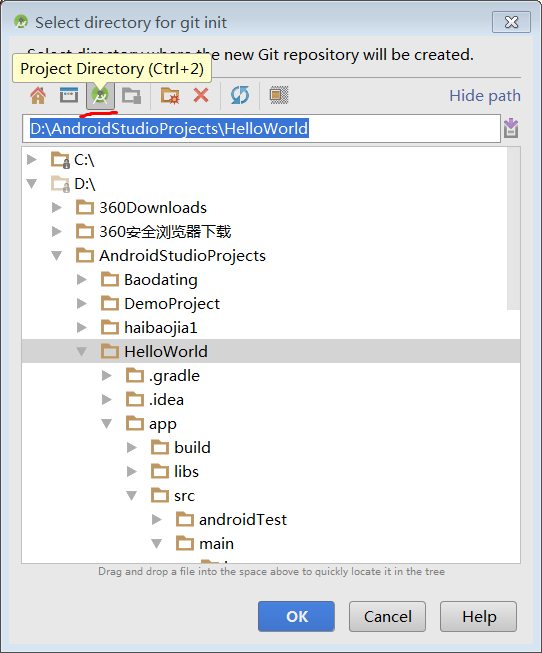 Select directory for git init
Select directory where the new Git repository will be created.
Project Directory (Ctrl+2)
Hide path
D:\AndroidStudioProjects\HelloWorld
C:\
D:\
360Downloads
360安全浏览器下载
AndroidStudioProjects
Baodating
DemoProject
haibaojia1
HelloWorld
.gradle
.idea
app
build
libs
src
androidTest
main
Drag and drop a file into the space above to quickly locate it in the tree
OK
Cancel
Help